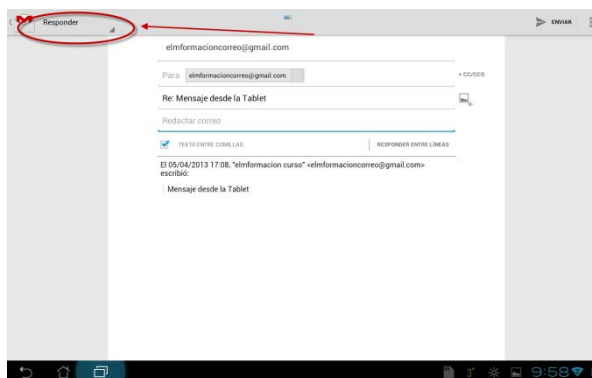 Responder
ENVIAR
elmformacioncorreo@gmail.com
Para elmformacioncorreo@gmail.com + CC/CCO
Re: Mensaje desde la Tablet
Redactar correo
TEXTO ENTRE COMILLAS RESPONDER ENTRE LÍNEAS
El 05/04/2013 17:08, "elmformacion curso" <elmformacioncorreo@gmail.com>
escribió:
Mensaje desde la Tablet
3° 9:58